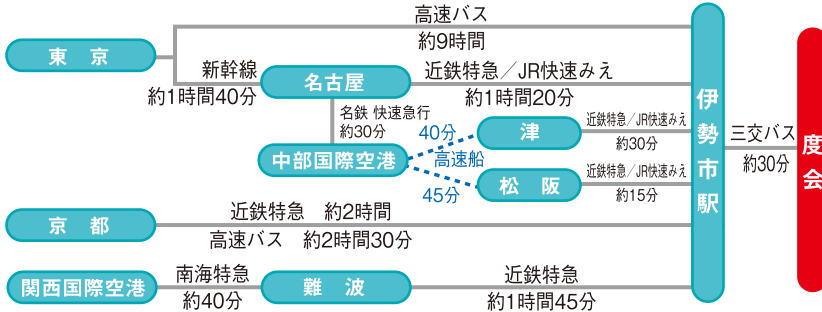 高速バス
約9時間
東京
新幹線
約1時間40分
名古屋
近鉄特急／JR快速みえ
約1時間20分
名鉄 快速急行
約30分
中部国際空港
40分
高速船
45分
津
近鉄特急／JR快速みえ
約30分
松阪
近鉄特急／JR快速みえ
約15分
京都
近鉄特急 約2時間
高速バス 約2時間30分
関西国際空港
南海特急
約40分
難波
近鉄特急
約1時間45分
伊勢市駅
三交バス
約30分
度会